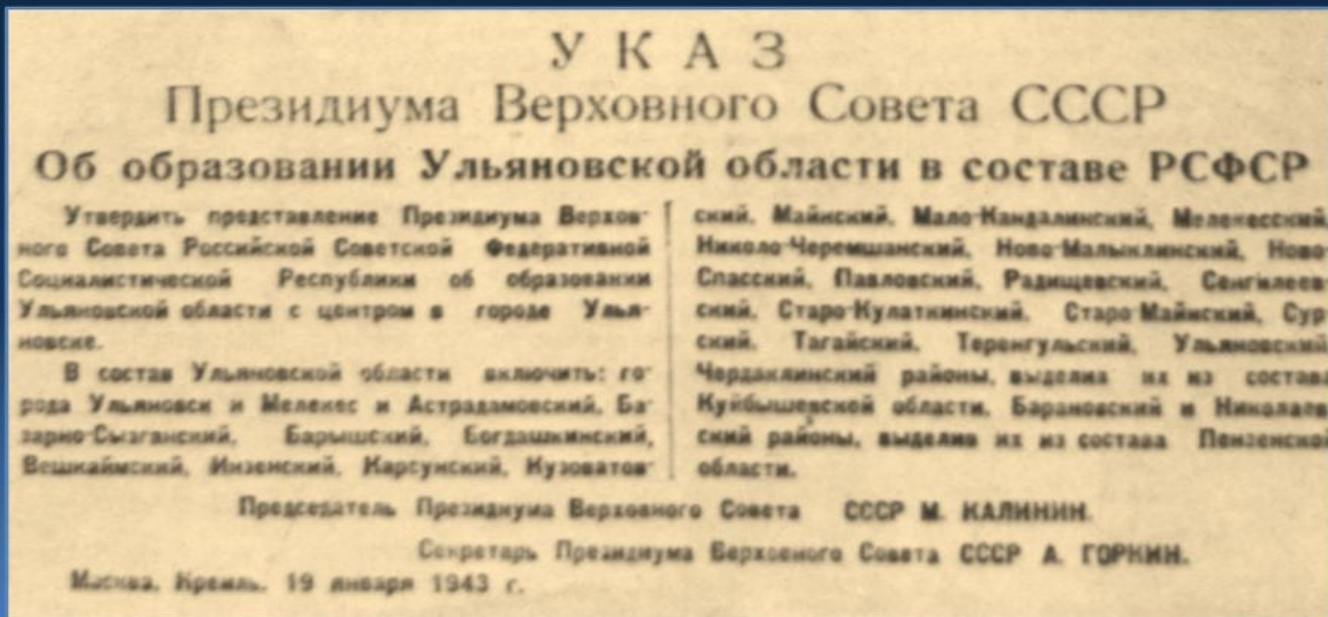 УКАЗ
Президиума Верховного Совета СССР
Об образовании Ульяновской области в составе РСФСР
Утвердить представление Президиума Верхов-
ного Совета Российской Советской Федеративной
Социалистической Республики об образовании
Ульяновской области с центром в городе Улья-
новске.
В состав Ульяновской области включить: го-
рода Ульяновск и Мелекес и Астрадамовский, Ба-
зарно-Сызганский, Барышский, Богдашкинский,
Вешкаймский, Инзенский, Карсунский, Кузоватов-
ский, Майнский, Мало-Кандалинский, Мелекесский,
Николо-Черемшанский, Ново-Малыклинский, Ново-
Спасский, Павловский, Радищевский, Сенгилеев-
ский, Старо-Кулаткинский, Старо-Майнский, Сур
ский, Тагайский, Теренгульский, Ульяновский
Чердаклинский районы, выделив их из состава
Куйбышевской области, Барановский и Николаев
ский районы, выделив их из состава Пензенской
области.
Председатель Президиума Верховного Совета СССР М. КАЛИНИН.
Секретарь Президиума Верховного Совета СССР А. ГОРКИН.
Москва, Кремль. 19 января 1943 г.